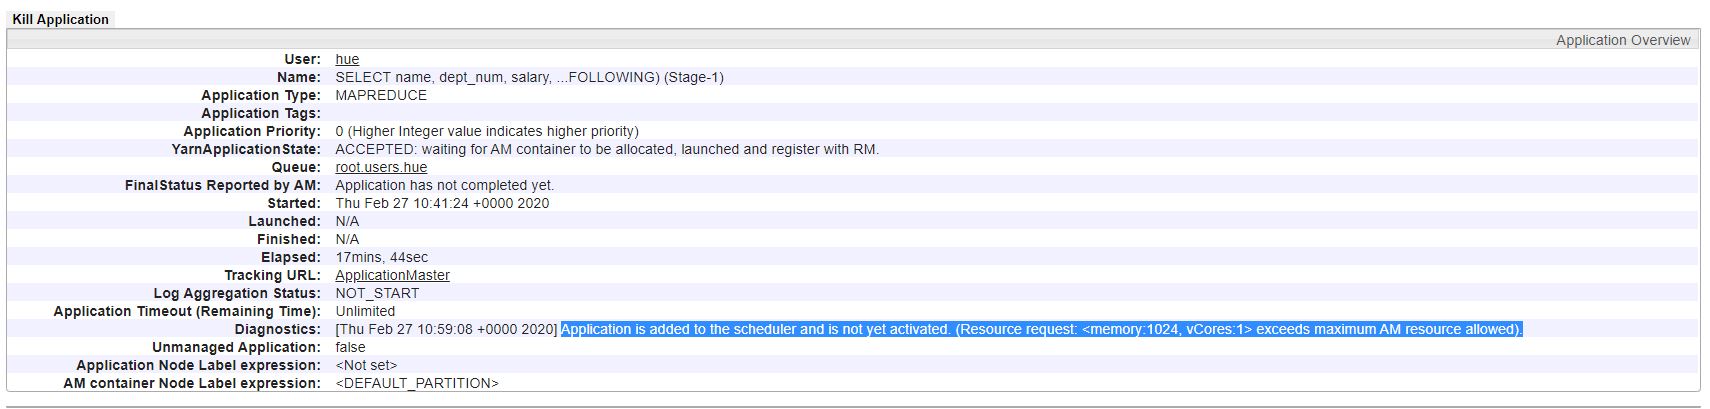 Kill Application
Application Overview
User: hue
Name: SELECT name, dept_num, salary, ...FOLLOWING) (Stage-1)
Application Type: MAPREDUCE
Application Tags:
Application Priority: 0 (Higher Integer value indicates higher priority)
YarnApplicationState: ACCEPTED: waiting for AM container to be allocated, launched and register with RM.
Queue: root.users.hue
FinalStatus Reported by AM: Application has not completed yet.
Started: Thu Feb 27 10:41:24 +0000 2020
Launched: N/A
Finished: N/A
Elapsed: 17mins, 44sec
Tracking URL: ApplicationMaster
Log Aggregation Status: NOT_START
Application Timeout (Remaining Time): Unlimited
Diagnostics: [Thu Feb 27 10:59:08 +0000 2020] Application is added to the scheduler and is not yet activated. (Resource request: <memory:1024, vCores:1> exceeds maximum AM resource allowed).
Unmanaged Application: false
Application Node Label expression: <Not set>
AM container Node Label expression: <DEFAULT_PARTITION>